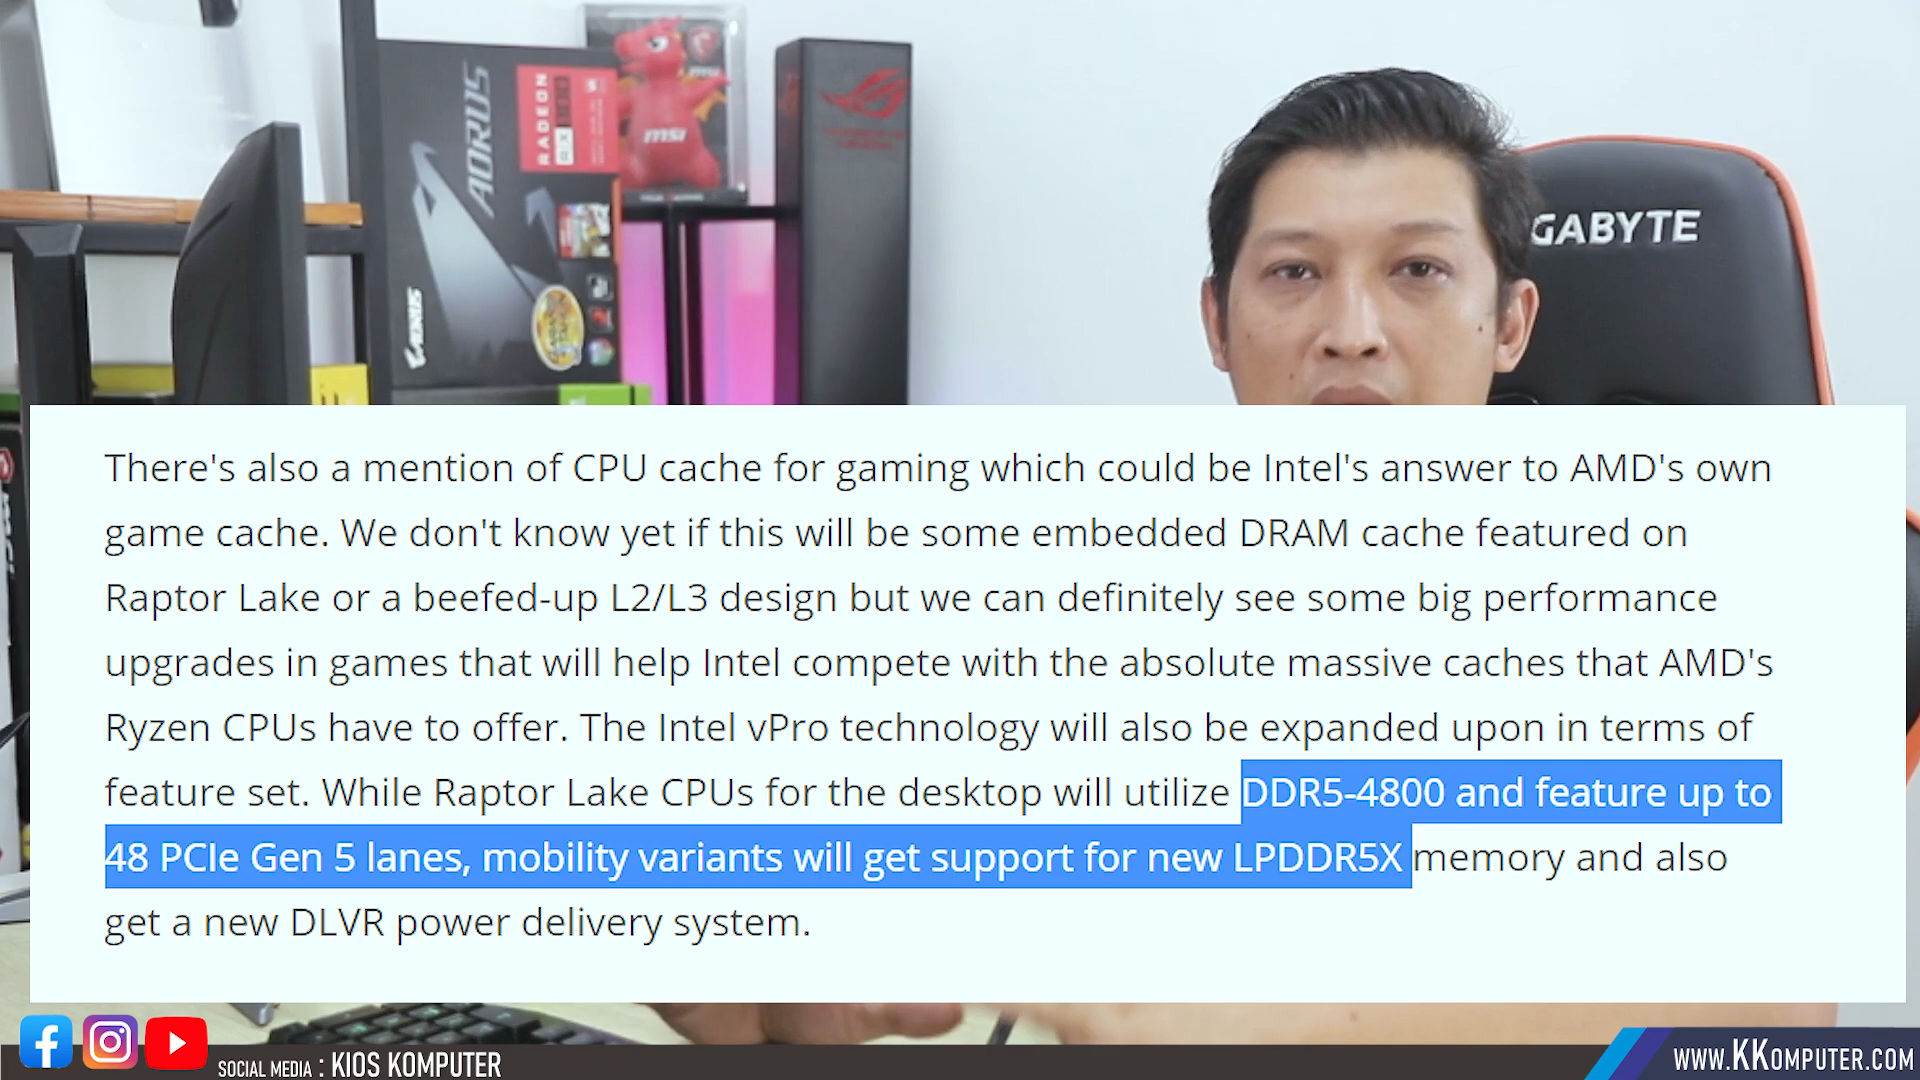 AORUS
RADEON
RX
msi
AORUS
GABYTE
There's also a mention of CPU cache for gaming which could be Intel's answer to AMD's own
game cache. We don't know yet if this will be some embedded DRAM cache featured on
Raptor Lake or a beefed-up L2/L3 design but we can definitely see some big performance
upgrades in games that will help Intel compete with the absolute massive caches that AMD's
Ryzen CPUs have to offer. The Intel vPro technology will also be expanded upon in terms of
feature set. While Raptor Lake CPUs for the desktop will utilize DDR5-4800 and feature up to
48 PCIe Gen 5 lanes, mobility variants will get support for new LPDDR5X memory and also
get a new DLVR power delivery system.
SOCIAL MEDIA : KIOS KOMPUTER
WWW.KKOMPUTER.COM